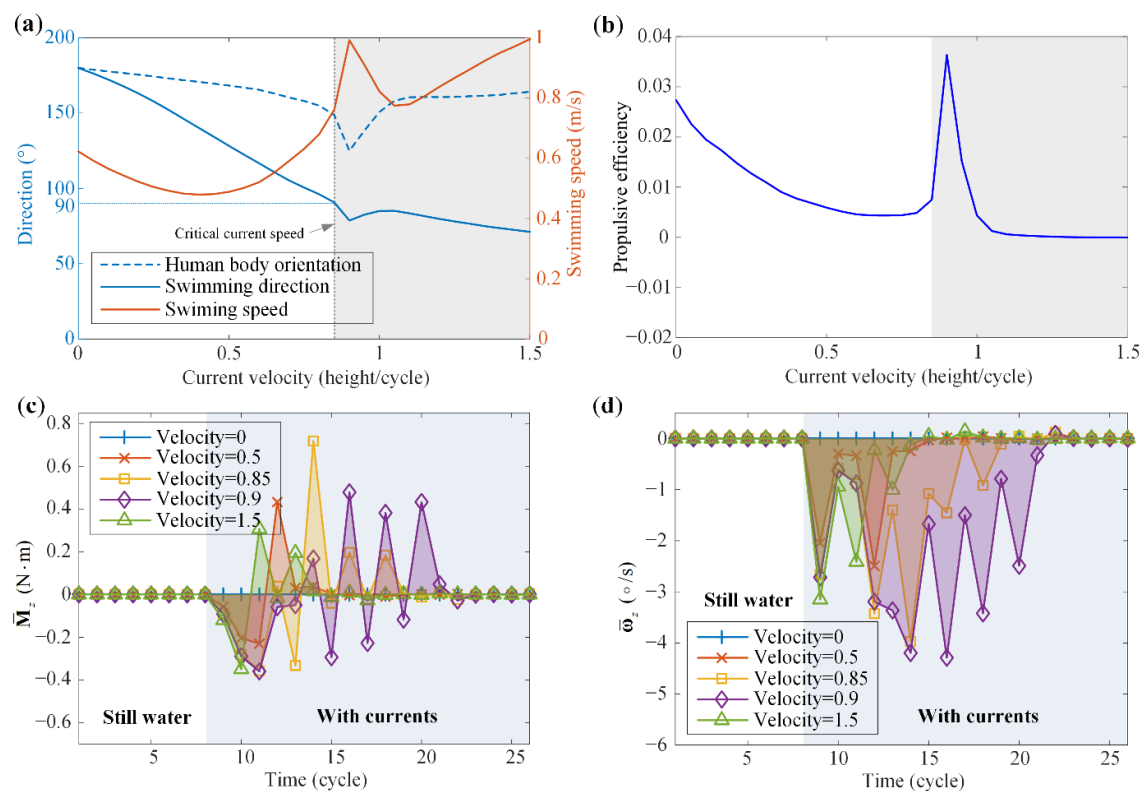 (a)
200
150
100
90
50
0
Direction (°)
1
0.8
0.6
0.4
0.2
0
Swimming speed (m/s)
Critical current speed
Human body orientation
Swimming direction
Swiming speed
0 0.5 1 1.5
Current velocity (height/cycle)
(b)
0.04
0.03
0.02
0.01
0
−0.01
−0.02
Propulsive efficiency
0 0.5 1 1.5
Current velocity (height/cycle)
(c)
0.8
0.6
0.4
0.2
0
−0.2
−0.4
−0.6
M̄z (N · m)
Velocity=0
Velocity=0.5
Velocity=0.85
Velocity=0.9
Velocity=1.5
Still water
With currents
5 10 15 20 25
Time (cycle)
(d)
0
−1
−2
−3
−4
−5
−6
ω̄z (∘/s)
Still water
Velocity=0
Velocity=0.5
Velocity=0.85
Velocity=0.9
Velocity=1.5
With currents
5 10 15 20 25
Time (cycle)